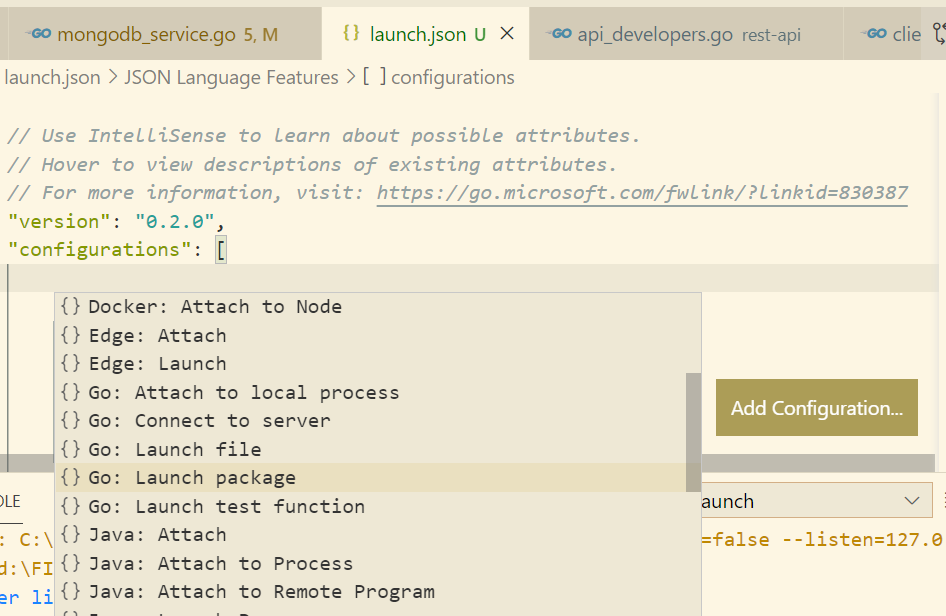 GO mongodb_service.go 5, M {} launch.json U × GO api_developers.go rest-api GO clie
launch.json > JSON Language Features > [ ] configurations
// Use IntelliSense to learn about possible attributes.
// Hover to view descriptions of existing attributes.
// For more information, visit: https://go.microsoft.com/fwlink/?linkid=830387
"version": "0.2.0",
"configurations": [
{} Docker: Attach to Node
{} Edge: Attach
{} Edge: Launch
{} Go: Attach to local process
{} Go: Connect to server
{} Go: Launch file
{} Go: Launch package
{} Go: Launch test function
{} Java: Attach
{} Java: Attach to Process
{} Java: Attach to Remote Program
Add Configuration...
OLE
aunch
: C:\
=false --listen=127.0
d:\FI
er li